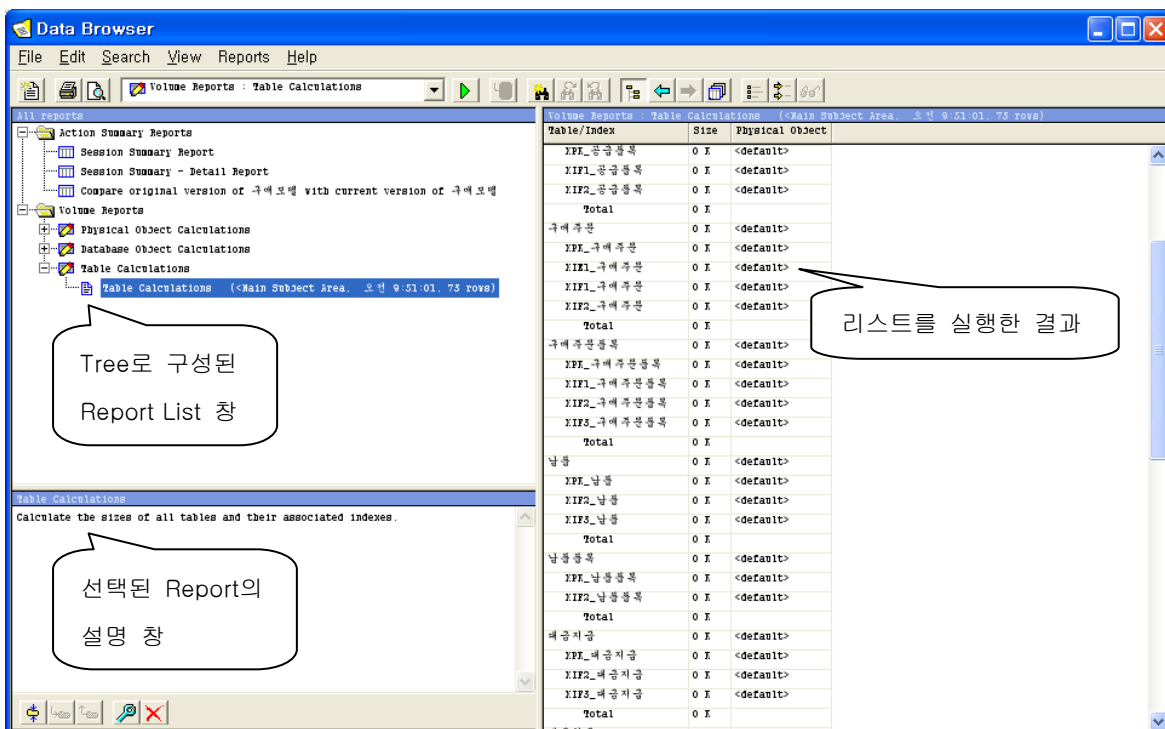 Data Browser
File Edit Search View Reports Help
Volume Reports : Table Calculations
All reports
Action Summary Reports
Session Summary Report
Session Summary - Detail Report
Compare original version of 구매모델 with current version of 구매모델
Volume Reports
Physical Object Calculations
Database Object Calculations
Table Calculations
Table Calculations (<Main Subject Area, 오전 9:51:01, 73 rows)
Tree로 구성된
Report List 창
Table Calculations
Calculate the sizes of all tables and their associated indexes.
선택된 Report의
설명 창
Volume Reports : Table Calculations (<Main Subject Area, 오전 9:51:01, 73 rows)
Table/Index Size Physical Object
XPK_공급품목 0 K <default>
XIF1_공급품목 0 K <default>
XIF2_공급품목 0 K <default>
Total 0 K
구매주문 0 K <default>
XPK_구매주문 0 K <default>
XIE1_구매주문 0 K <default>
XIF1_구매주문 0 K <default>
XIF2_구매주문 0 K <default>
Total 0 K
구매주문품목 0 K <default>
XPK_구매주문품목 0 K <default>
XIF1_구매주문품목 0 K <default>
XIF2_구매주문품목 0 K <default>
XIF3_구매주문품목 0 K <default>
Total 0 K
납품 0 K <default>
XPK_납품 0 K <default>
XIF2_납품 0 K <default>
XIF3_납품 0 K <default>
Total 0 K
납품품목 0 K <default>
XPK_납품품목 0 K <default>
XIF2_납품품목 0 K <default>
Total 0 K
대금지급 0 K <default>
XPK_대금지급 0 K <default>
XIF2_대금지급 0 K <default>
XIF3_대금지급 0 K <default>
Total 0 K
리스트를 실행한 결과